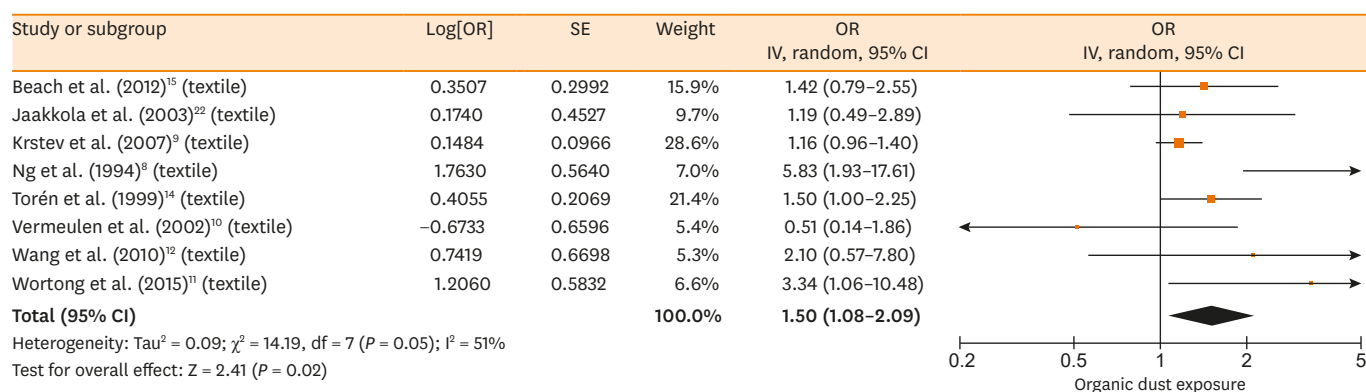 Study or subgroup Log[OR] SE Weight OR OR
IV, random, 95% CI IV, random, 95% CI
Beach et al. (2012)¹⁵ (textile) 0.3507 0.2992 15.9% 1.42 (0.79–2.55)
Jaakkola et al. (2003)²² (textile) 0.1740 0.4527 9.7% 1.19 (0.49–2.89)
Krstev et al. (2007)⁹ (textile) 0.1484 0.0966 28.6% 1.16 (0.96–1.40)
Ng et al. (1994)⁸ (textile) 1.7630 0.5640 7.0% 5.83 (1.93–17.61)
Torén et al. (1999)¹⁴ (textile) 0.4055 0.2069 21.4% 1.50 (1.00–2.25)
Vermeulen et al. (2002)¹⁰ (textile) −0.6733 0.6596 5.4% 0.51 (0.14–1.86)
Wang et al. (2010)¹² (textile) 0.7419 0.6698 5.3% 2.10 (0.57–7.80)
Wortong et al. (2015)¹¹ (textile) 1.2060 0.5832 6.6% 3.34 (1.06–10.48)
Total (95% CI) 100.0% 1.50 (1.08–2.09)
Heterogeneity: Tau² = 0.09; χ² = 14.19, df = 7 (P = 0.05); I² = 51%
Test for overall effect: Z = 2.41 (P = 0.02)
0.2 0.5 1 2 5
Organic dust exposure